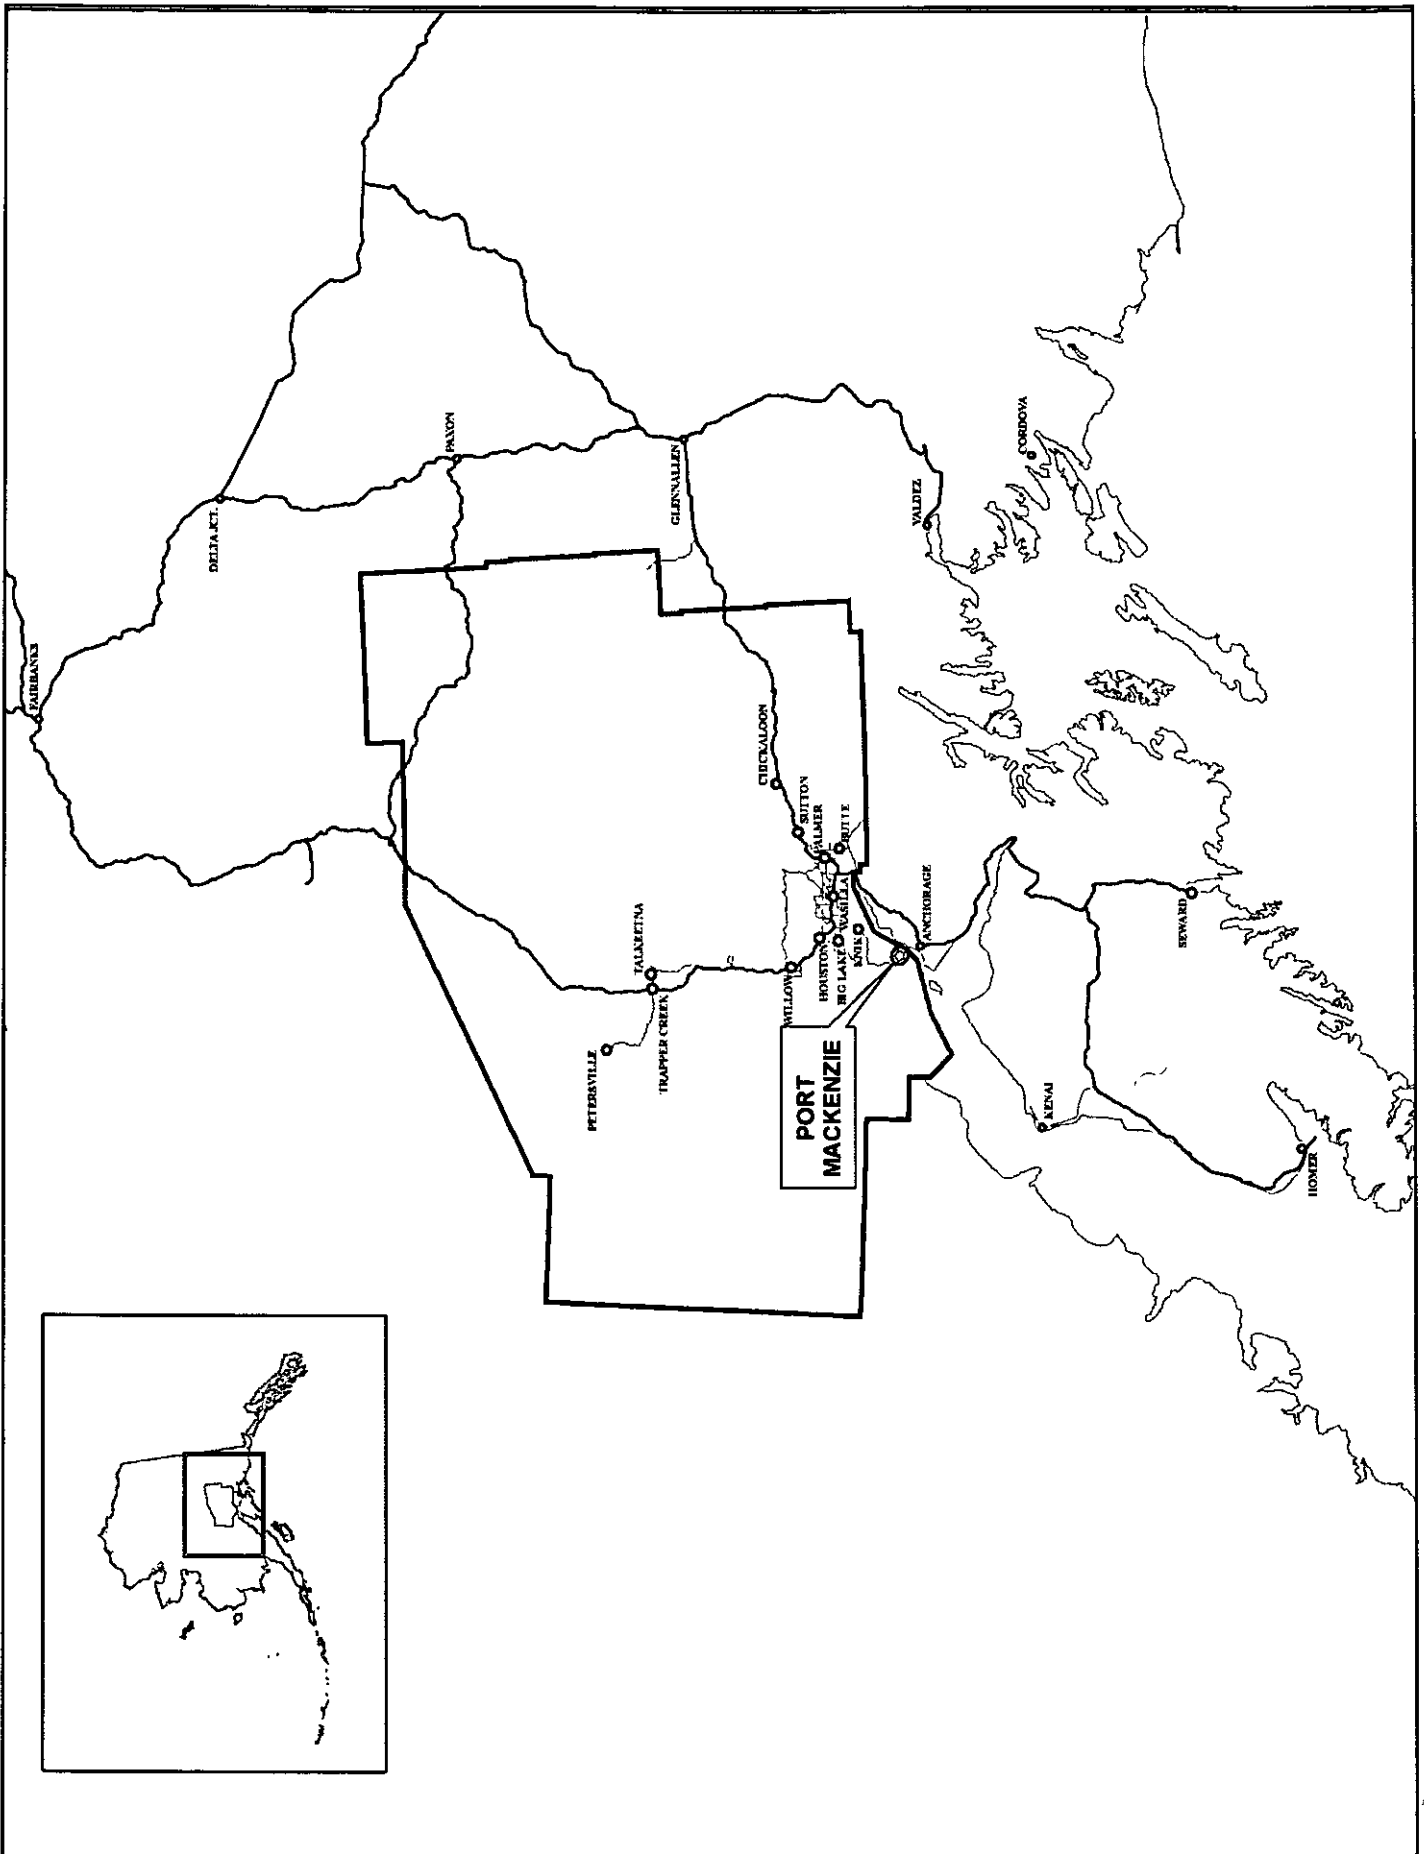 FAIRBANKS
DELTA JCT.
PAXON
GLENNALLEN
VALDEZ
CORDOVA
CHICKALOON
SUTTON
PALMER
BUTTE
TALKEETNA
TRAPPER CREEK
PETERSVILLE
WILLOW
HOUSTON
BIG LAKE
WASILLA
KNIK
ANCHORAGE
PORT
MACKENZIE
SEWARD
KENAI
HOMER